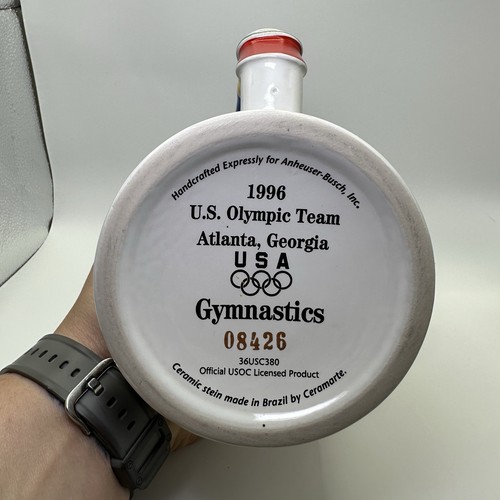 Handcrafted Expressly for Anheuser-Busch, Inc.
1996
U.S. Olympic Team
Atlanta, Georgia
USA
Gymnastics
08426
36USC380
Official USOC Licensed Product
Ceramic stein made in Brazil by Ceramarte.